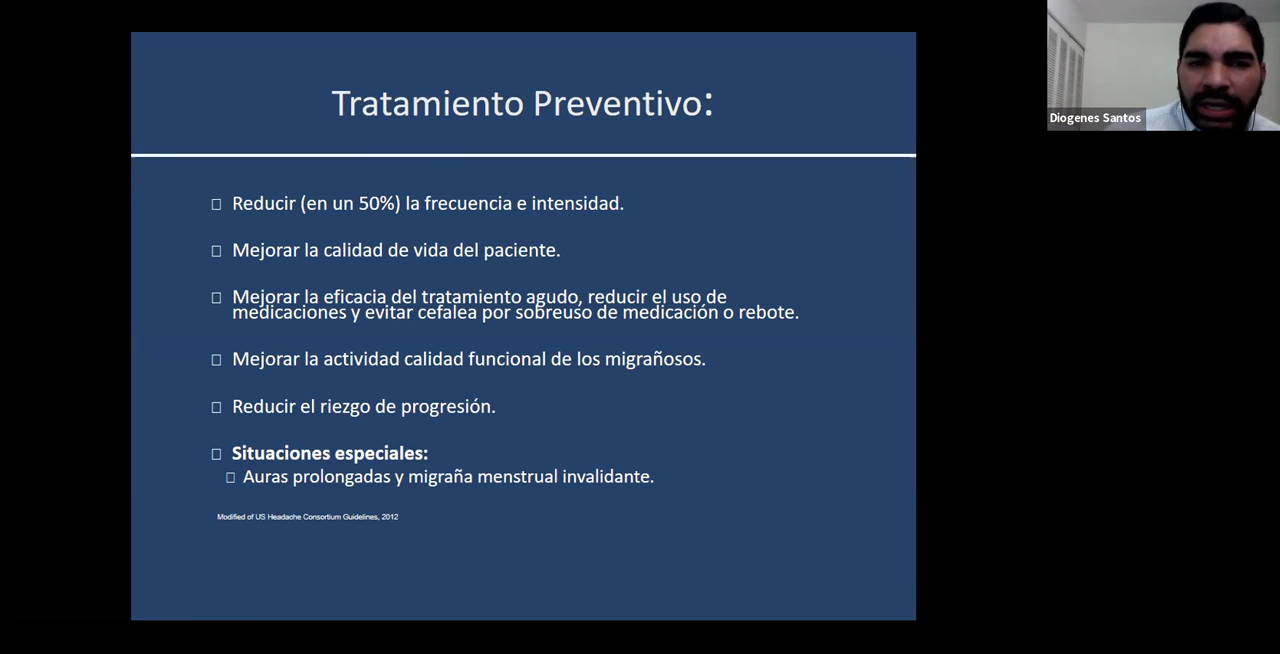 Tratamiento Preventivo:
Diogenes Santos
Reducir (en un 50%) la frecuencia e intensidad.
Mejorar la calidad de vida del paciente.
Mejorar la eficacia del tratamiento agudo, reducir el uso de
medicaciones y evitar cefalea por sobreuso de medicación o rebote.
Mejorar la actividad calidad funcional de los migrañosos.
Reducir el riezgo de progresión.
Situaciones especiales:
Auras prolongadas y migraña menstrual invalidante.
Modified of US Headache Consortium Guidelines, 2012